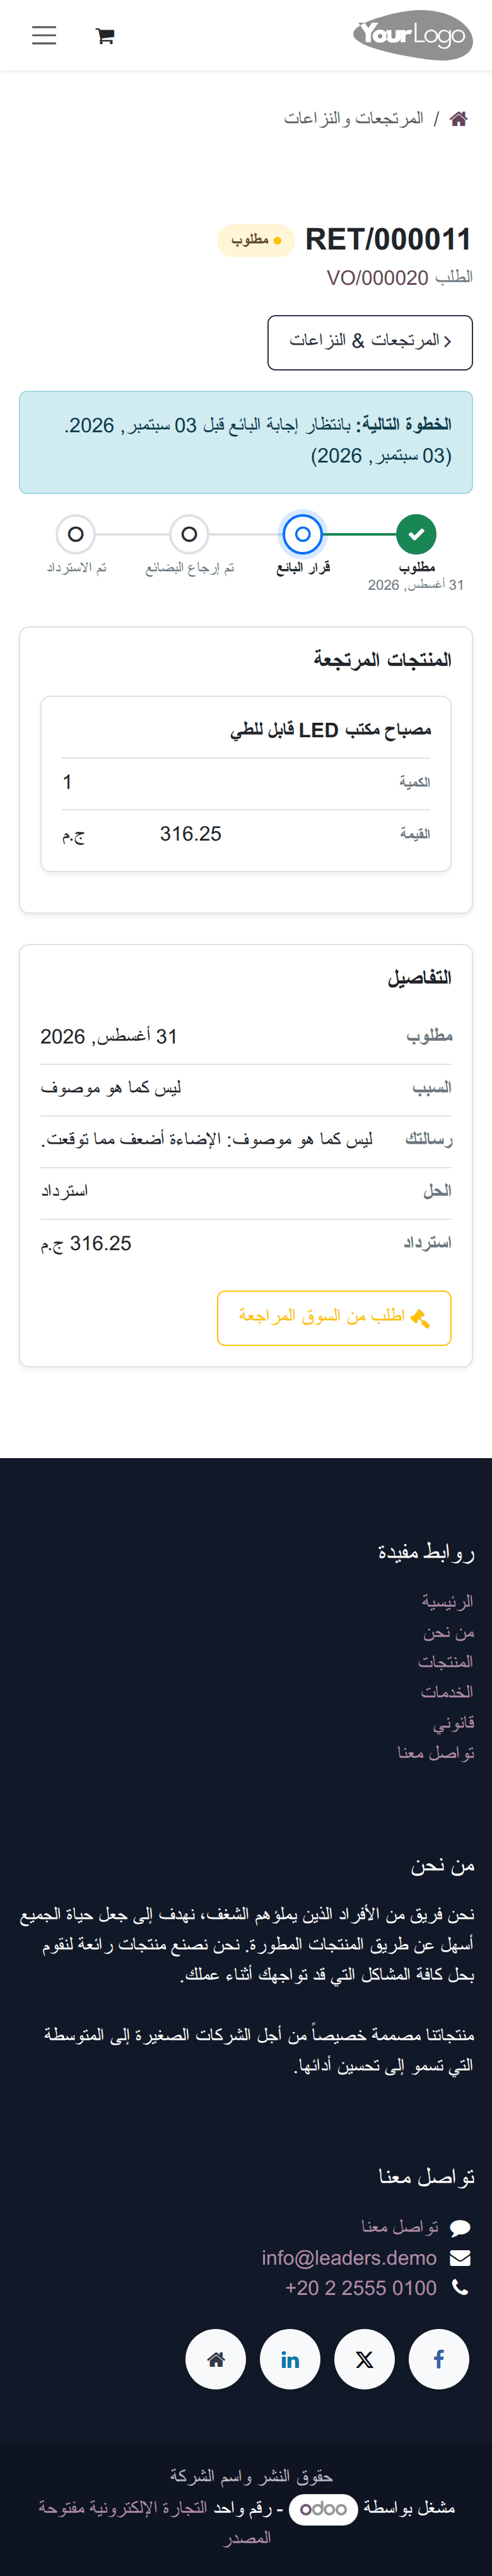 YourLogo
/ المرتجعات والنزاعات
RET/000011 مطلوب
الطلب VO/000020
المرتجعات & النزاعات
الخطوة التالية: بانتظار إجابة البائع قبل 03 سبتمبر, 2026.
(03 سبتمبر, 2026)
مطلوب
31 أغسطس, 2026
قرار البائع
تم إرجاع البضائع
تم الاسترداد
المنتجات المرتجعة
مصباح مكتب LED قابل للطي
الكمية 1
القيمة 316.25 ج.م
التفاصيل
مطلوب 31 أغسطس, 2026
السبب ليس كما هو موصوف
رسالتك ليس كما هو موصوف: الإضاءة أضعف مما توقعت.
الحل استرداد
استرداد 316.25 ج.م
اطلب من السوق المراجعة
روابط مفيدة
الرئيسية
من نحن
المنتجات
الخدمات
قانوني
تواصل معنا
من نحن
نحن فريق من الأفراد الذين يملؤهم الشغف، نهدف إلى جعل حياة الجميع
أسهل عن طريق المنتجات المطورة. نحن نصنع منتجات رائعة لنقوم
بحل كافة المشاكل التي قد تواجهك أثناء عملك.
منتجاتنا مصممة خصيصاً من أجل الشركات الصغيرة إلى المتوسطة
التي تسمو إلى تحسين أدائها.
تواصل معنا
تواصل معنا
info@leaders.demo
+20 2 2555 0100
حقوق النشر واسم الشركة
مشغل بواسطة odoo - رقم واحد التجارة الإلكترونية مفتوحة
المصدر